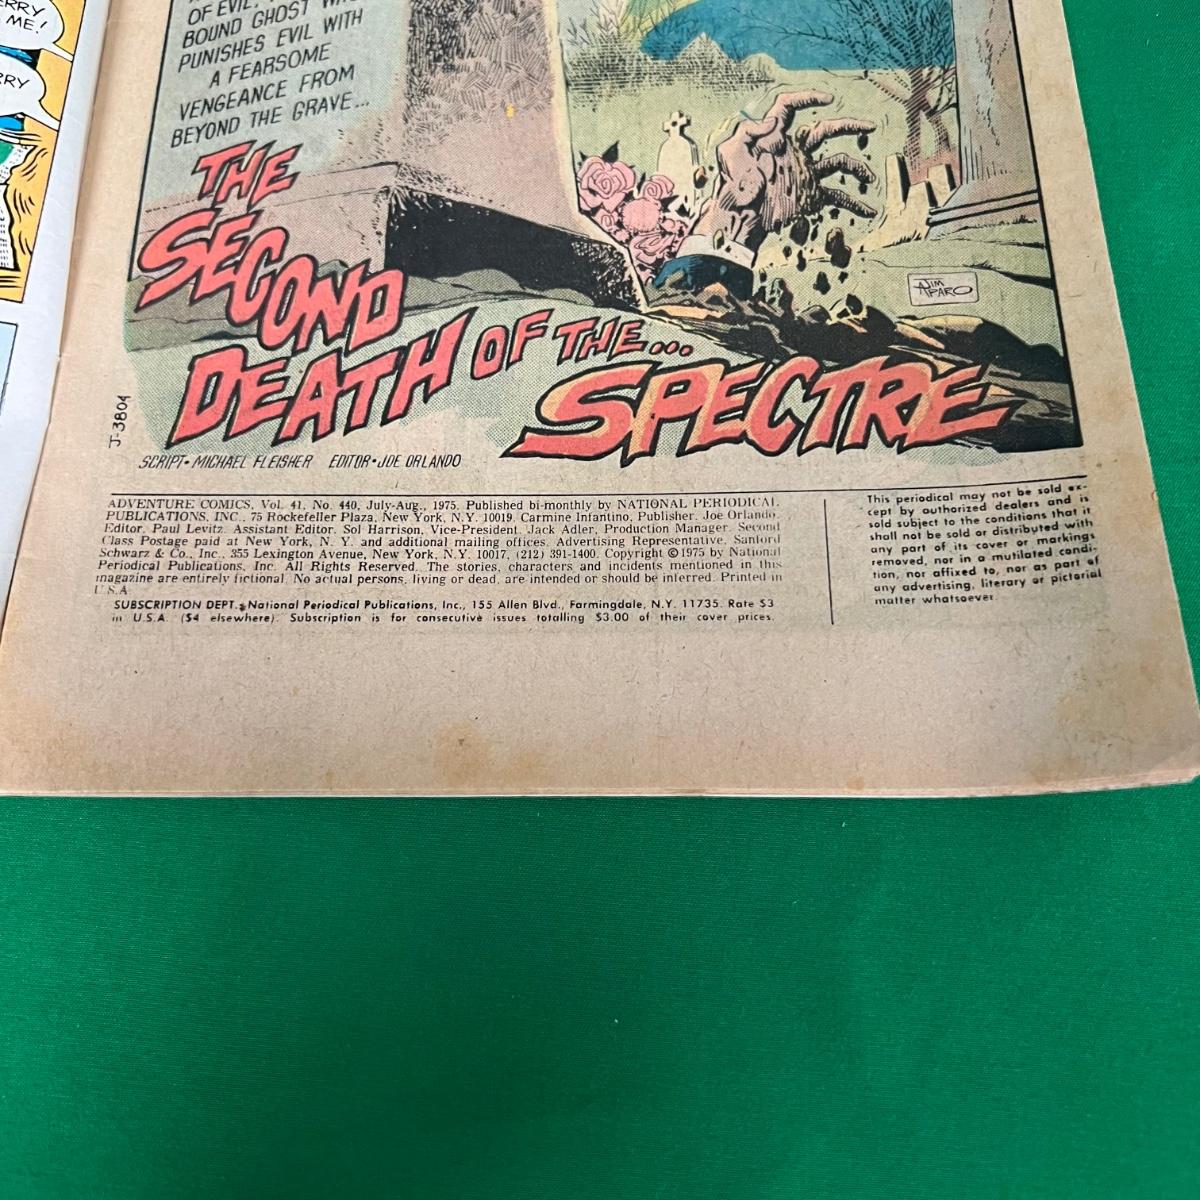 ERRY
ME!
RRY
OF EVIL,
BOUND GHOST
PUNISHES EVIL WITH
A FEARSOME
VENGEANCE FROM
BEYOND THE GRAVE...
THE
SECOND
DEATH OF THE...
SPECTRE
JIM
APARO
J-3804
SCRIPT• MICHAEL FLEISHER EDITOR• JOE ORLANDO
ADVENTURE COMICS, Vol. 41, No. 440, July-Aug., 1975. Published bi-monthly by NATIONAL PERIODICAL
PUBLICATIONS, INC., 75 Rockefeller Plaza, New York, N.Y. 10019. Carmine Infantino, Publisher. Joe Orlando,
Editor. Paul Levitz, Assistant Editor. Sol Harrison, Vice-President. Jack Adler, Production Manager. Second
Class Postage paid at New York, N. Y. and additional mailing offices. Advertising Representative, Sanford
Schwarz & Co., Inc., 355 Lexington Avenue, New York, N.Y. 10017, (212) 391-1400. Copyright © 1975 by National
Periodical Publications, Inc. All Rights Reserved. The stories, characters and incidents mentioned in this
magazine are entirely fictional. No actual persons, living or dead, are intended or should be inferred. Printed in
U.S.A.
SUBSCRIPTION DEPT.: National Periodical Publications, Inc., 155 Allen Blvd., Farmingdale, N.Y. 11735. Rate $3
in U.S.A. ($4 elsewhere). Subscription is for consecutive issues totalling $3.00 of their cover prices.
This periodical may not be sold ex-
cept by authorized dealers and is
sold subject to the conditions that it
shall not be sold or distributed with
any part of its cover or markings
removed, nor in a mutilated condi-
tion, nor affixed to, nor as part of
any advertising, literary or pictorial
matter whatsoever.